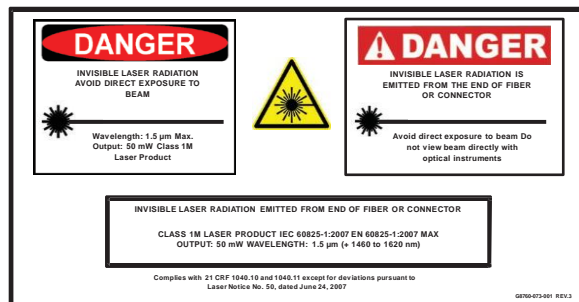 DANGER
INVISIBLE LASER RADIATION
AVOID DIRECT EXPOSURE TO
BEAM
Wavelength: 1.5 µm Max.
Output: 50 mW Class 1M
Laser Product
DANGER
INVISIBLE LASER RADIATION IS
EMITTED FROM THE END OF FIBER
OR CONNECTOR
Avoid direct exposure to beam Do
not view beam directly with
optical instruments
INVISIBLE LASER RADIATION EMITTED FROM END OF FIBER OR CONNECTOR
CLASS 1M LASER PRODUCT IEC 60825-1:2007 EN 60825-1:2007 MAX
OUTPUT: 50 mW WAVELENGTH: 1.5 µm (+ 1460 to 1620 nm)
Complies with 21 CRF 1040.10 and 1040.11 except for deviations pursuant to
Laser Notice No. 50, dated June 24, 2007
G8760-073-001 REV.3